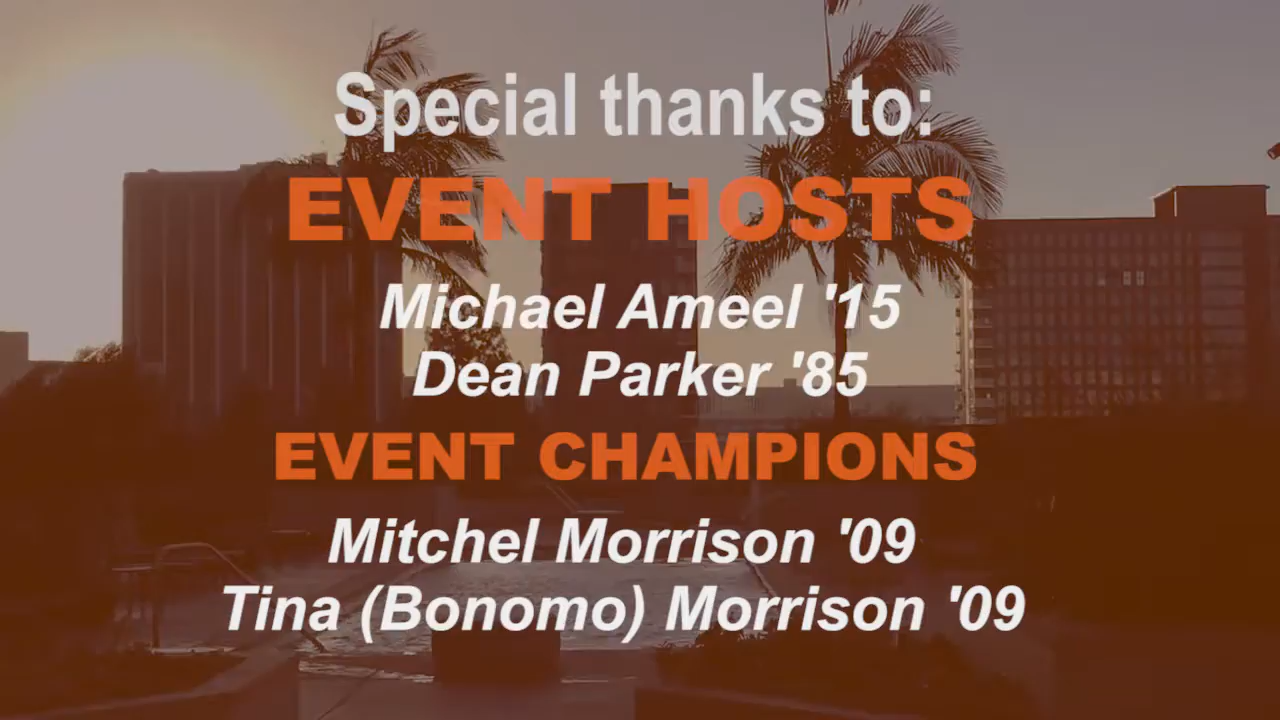 Special thanks to:
EVENT HOSTS
Michael Ameel '15
Dean Parker '85
EVENT CHAMPIONS
Mitchel Morrison '09
Tina (Bonomo) Morrison '09